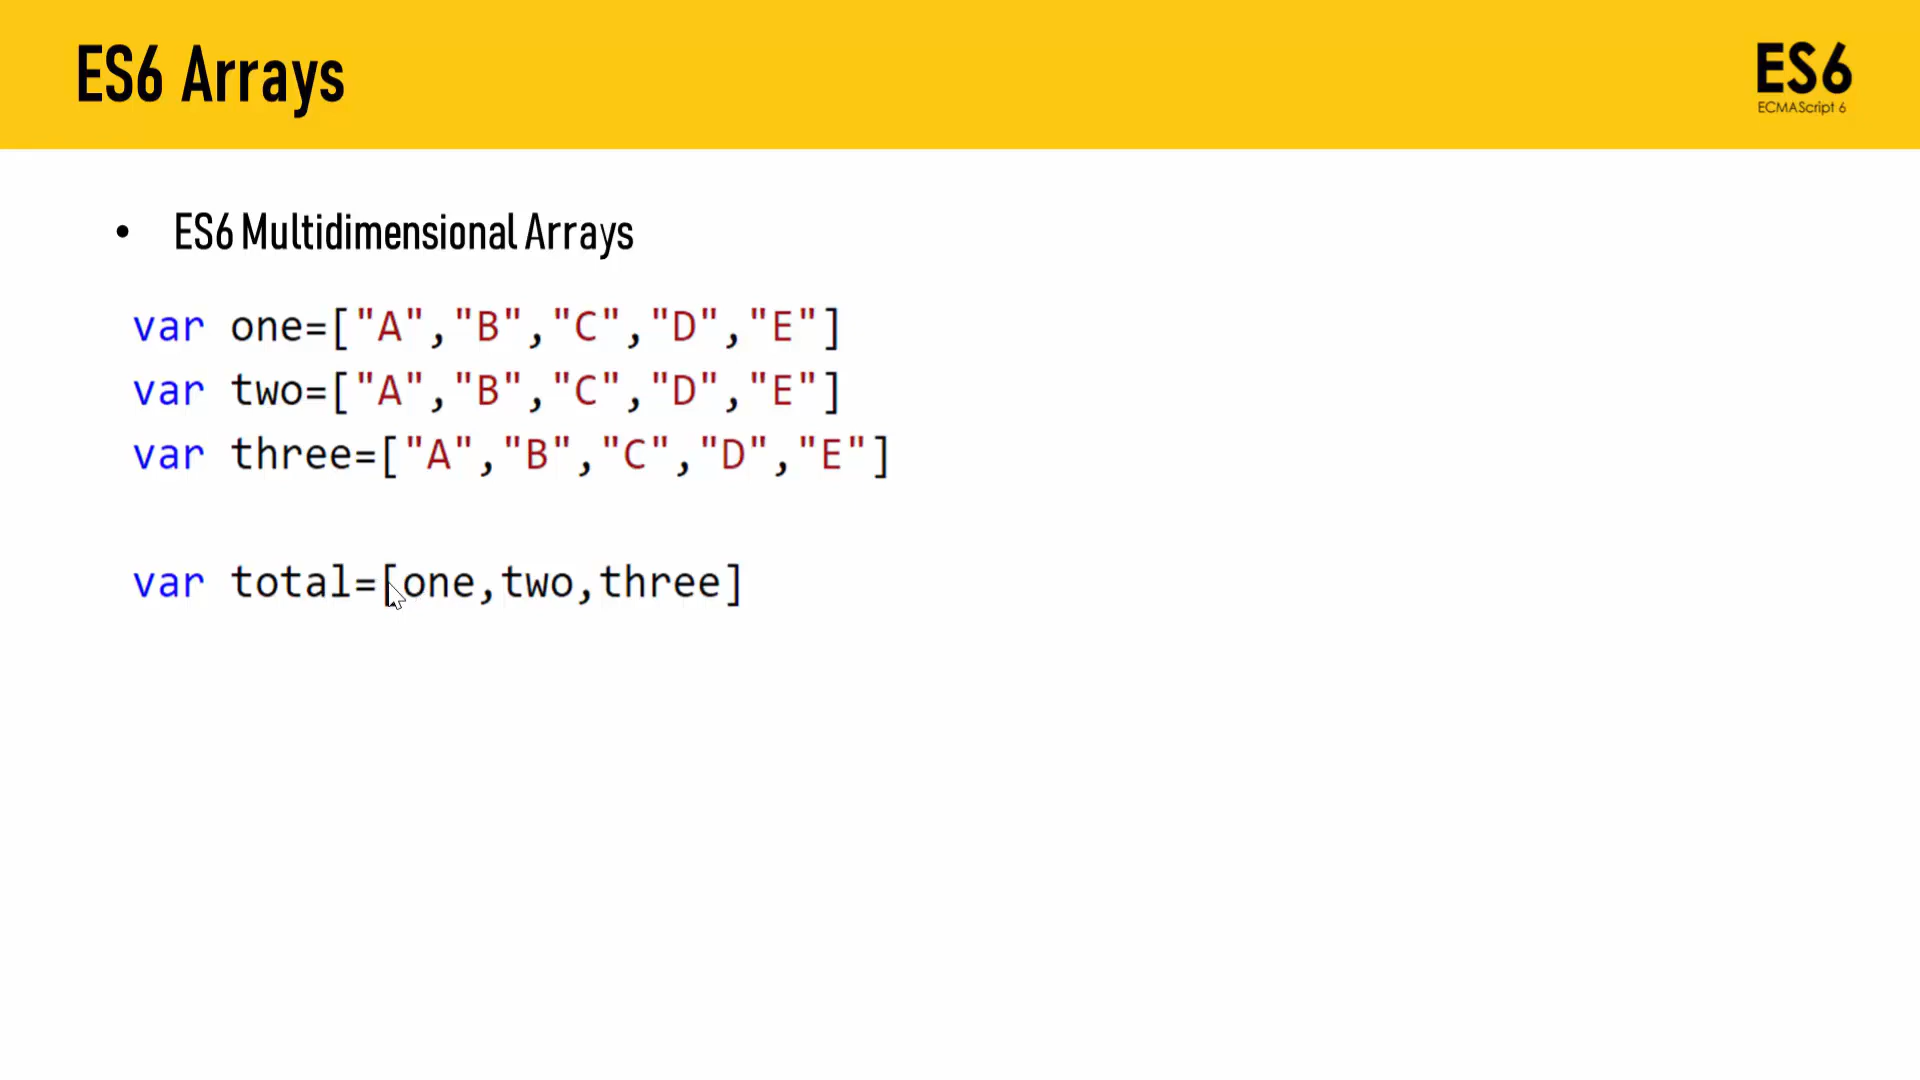 ES6 Arrays
ES6
ECMAScript 6
• ES6 Multidimensional Arrays
var one=["A","B","C","D","E"]
var two=["A","B","C","D","E"]
var three=["A","B","C","D","E"]
var total=[one,two,three]